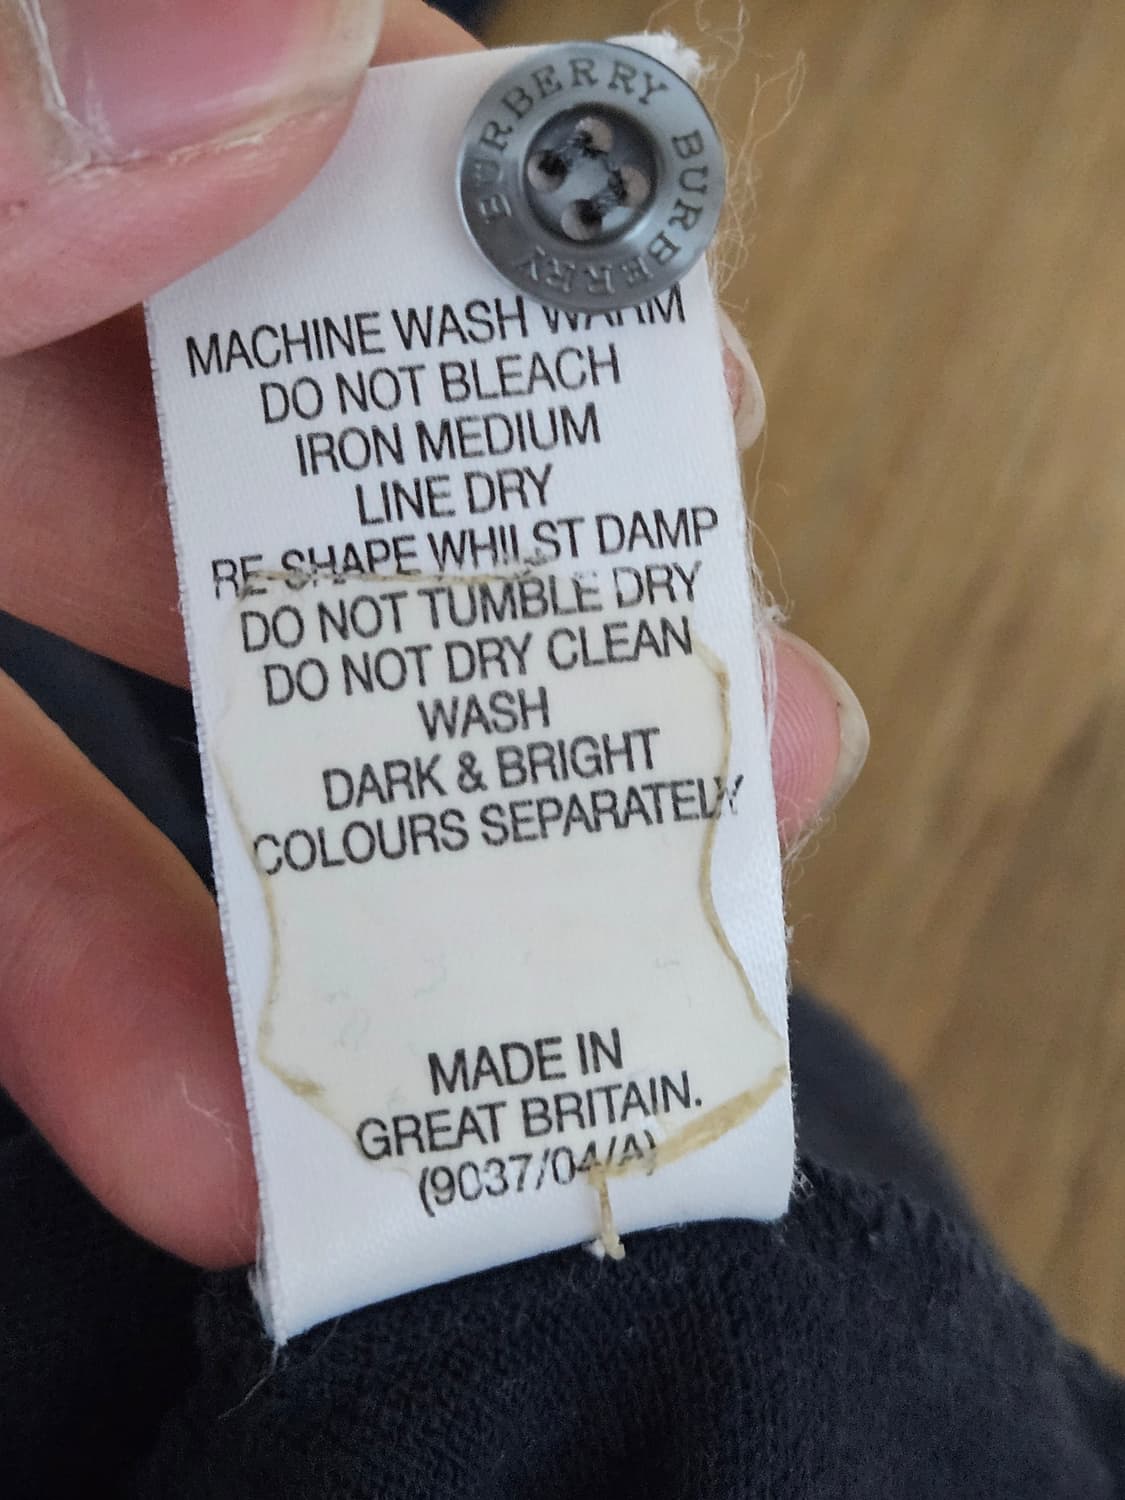 BURBERRY BURBERRY
MACHINE WASH WARM
DO NOT BLEACH
IRON MEDIUM
LINE DRY
RE-SHAPE WHILST DAMP
DO NOT TUMBLE DRY
DO NOT DRY CLEAN
WASH
DARK & BRIGHT
COLOURS SEPARATELY
MADE IN
GREAT BRITAIN.
(9037/04/A)